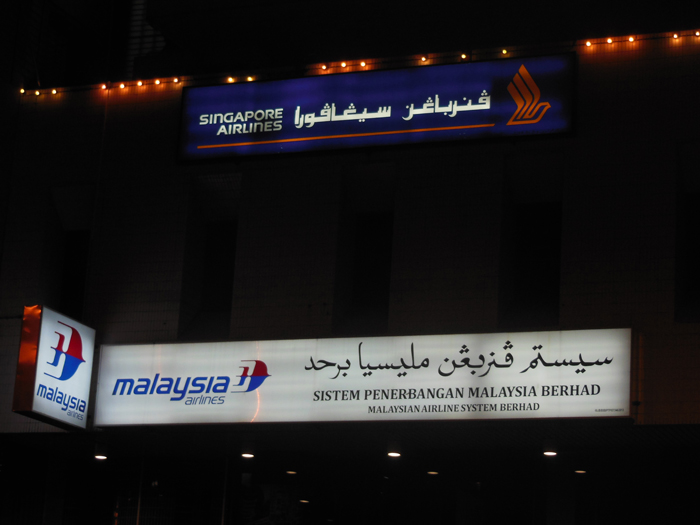 SINGAPORE
AIRLINES
ڤنرباڠن سيڠاڤورا
malaysia
airlines
malaysia
airlines
سيستم ڤنربڠن مليسيا برحد
SISTEM PENERBANGAN MALAYSIA BERHAD
MALAYSIAN AIRLINE SYSTEM BERHAD